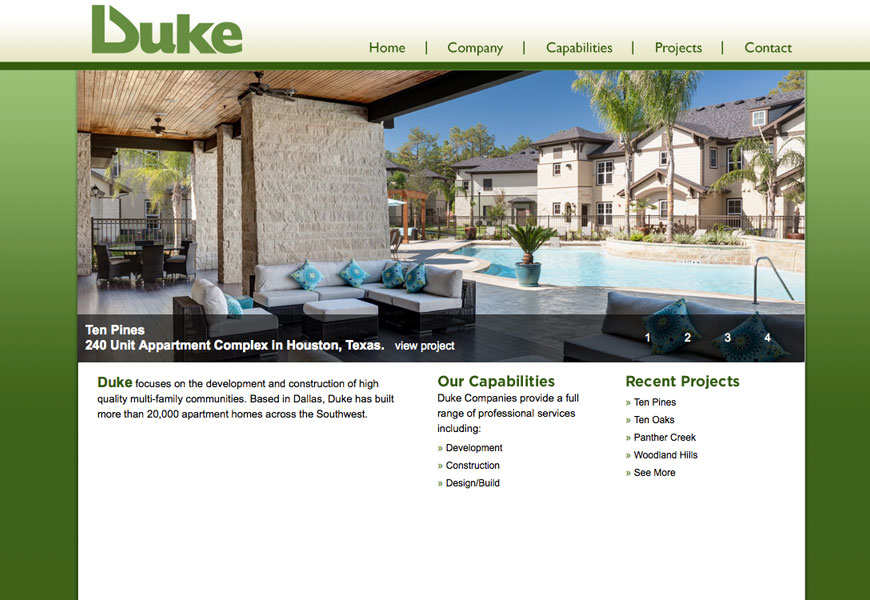 Duke
Home | Company | Capabilities | Projects | Contact
Ten Pines
240 Unit Appartment Complex in Houston, Texas. view project
1 2 3 4
Duke focuses on the development and construction of high
quality multi-family communities. Based in Dallas, Duke has built
more than 20,000 apartment homes across the Southwest.
Our Capabilities
Duke Companies provide a full
range of professional services
including:
» Development
» Construction
» Design/Build
Recent Projects
» Ten Pines
» Ten Oaks
» Panther Creek
» Woodland Hills
» See More